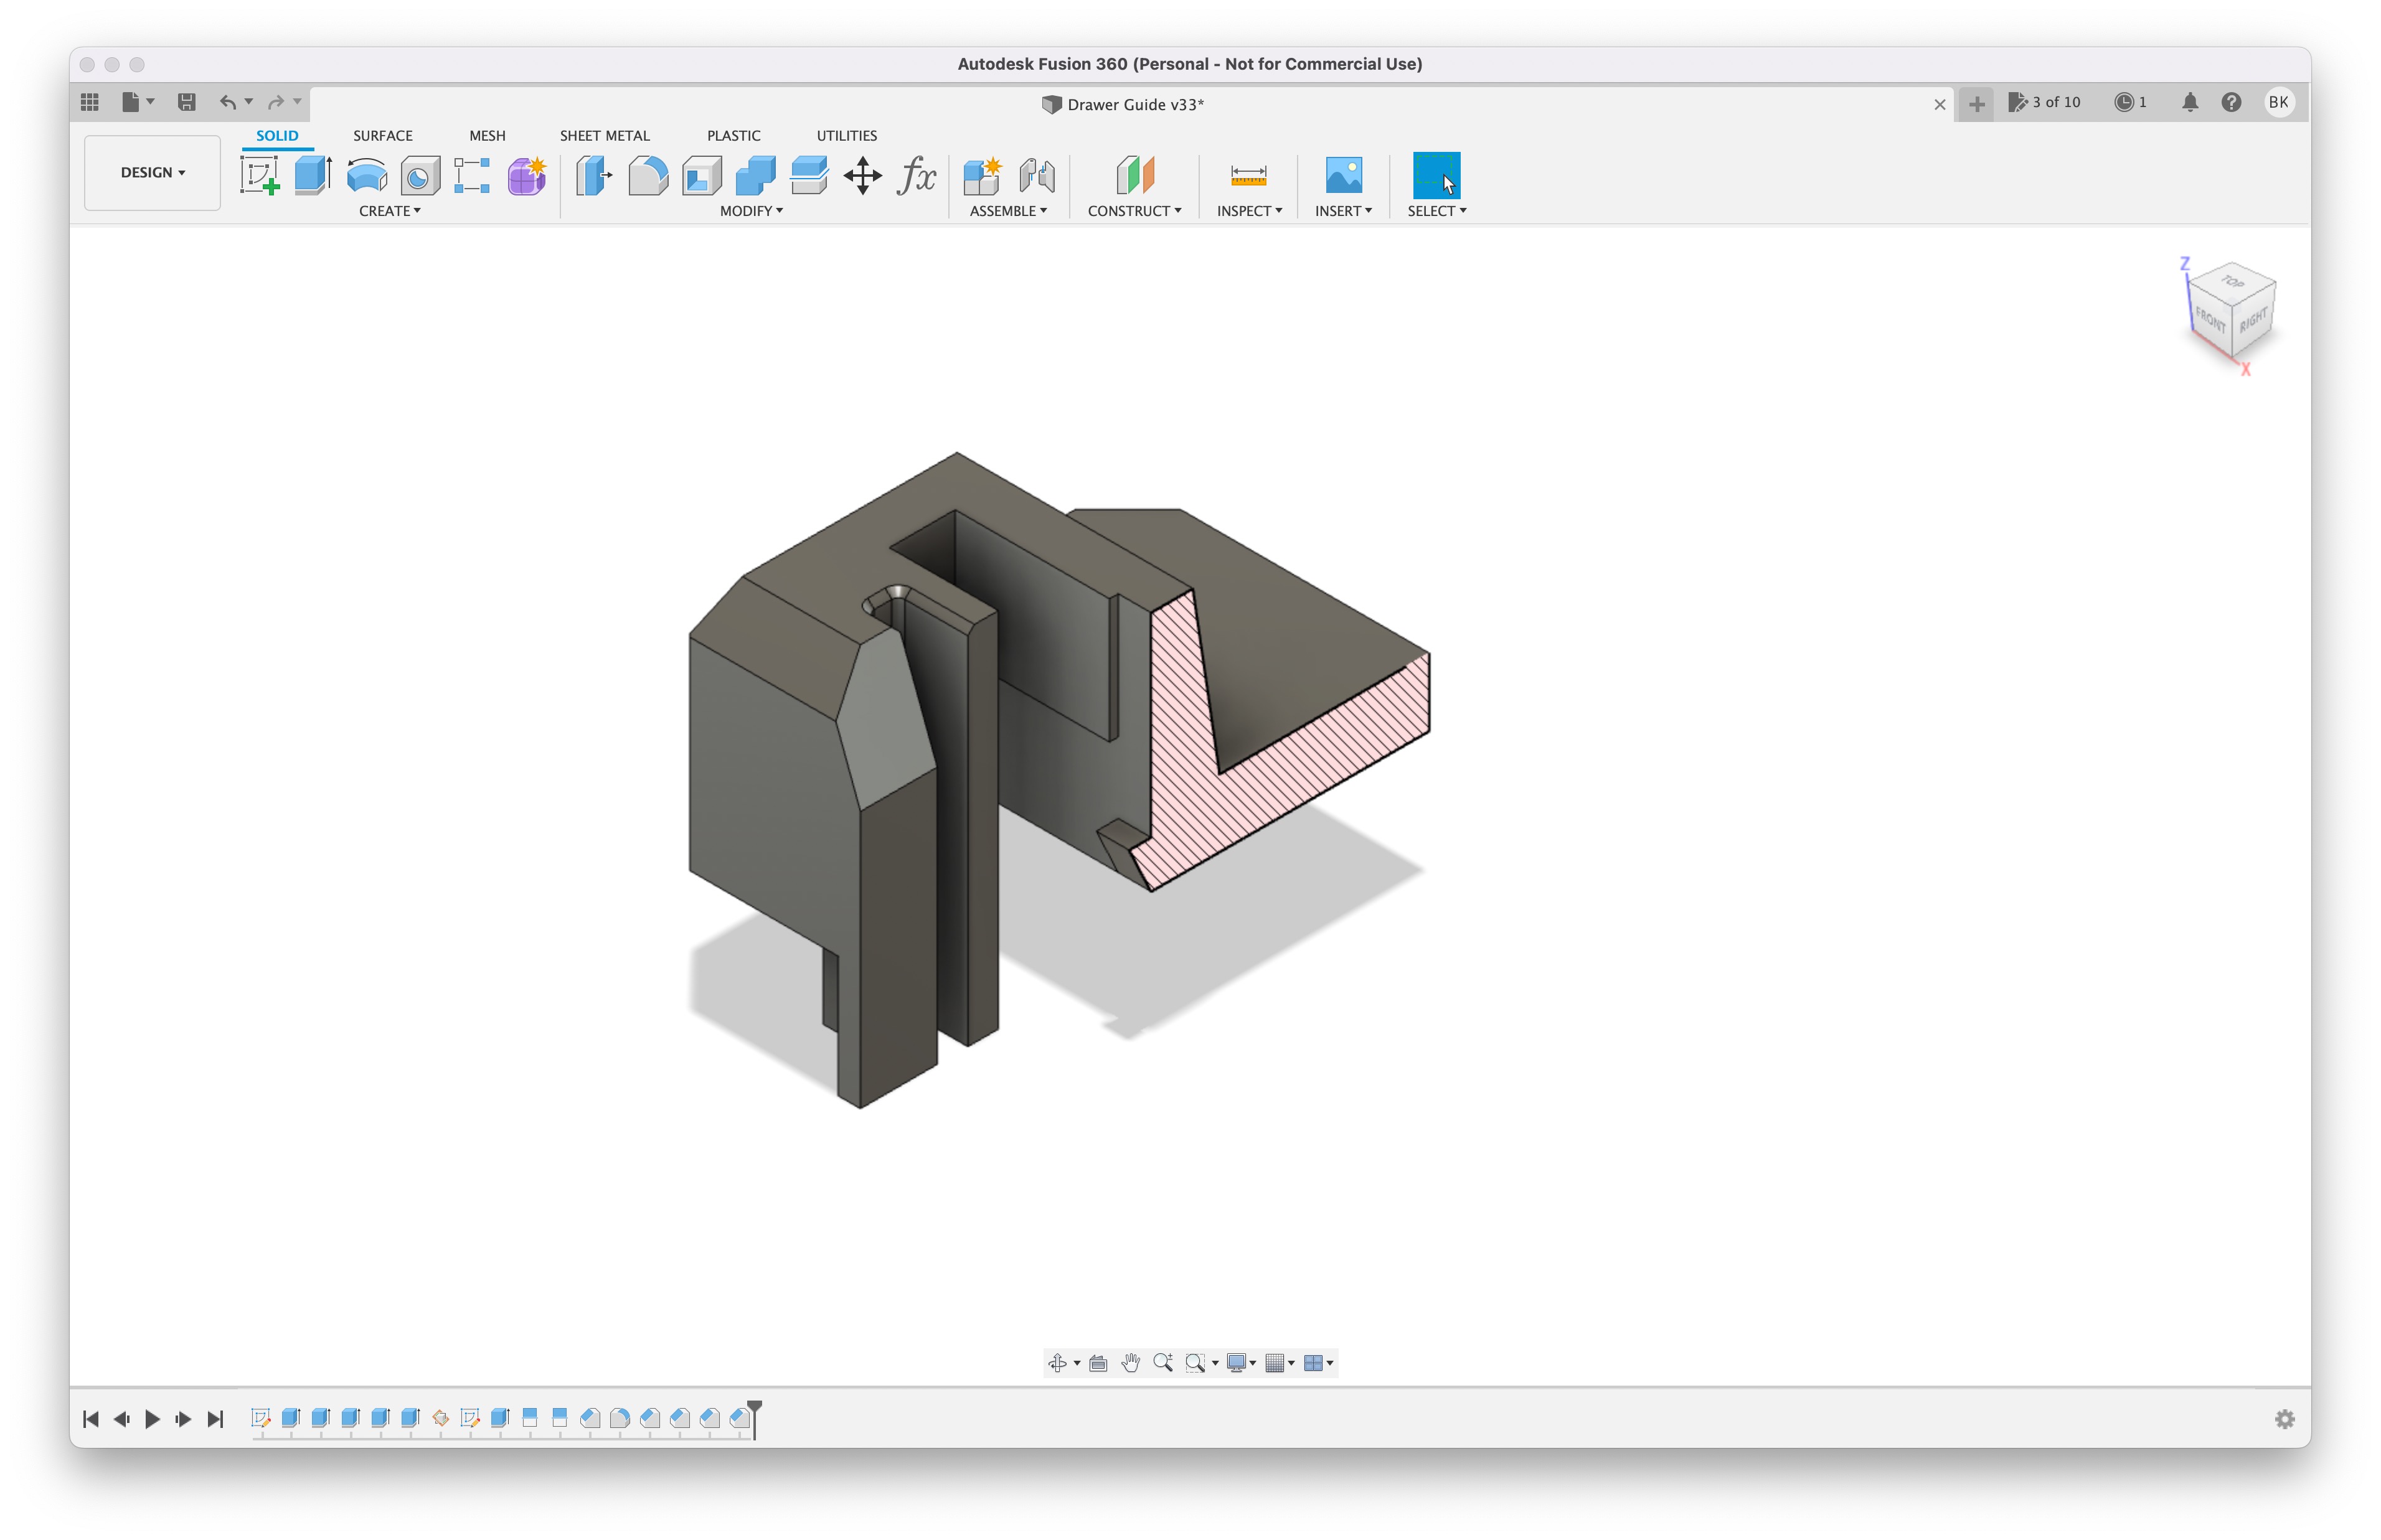 Autodesk Fusion 360 (Personal - Not for Commercial Use)
Drawer Guide v33*
3 of 10
1
BK
DESIGN
SOLID SURFACE MESH SHEET METAL PLASTIC UTILITIES
fx
CREATE MODIFY ASSEMBLE CONSTRUCT INSPECT INSERT SELECT
Z
TOP
FRONT RIGHT
X